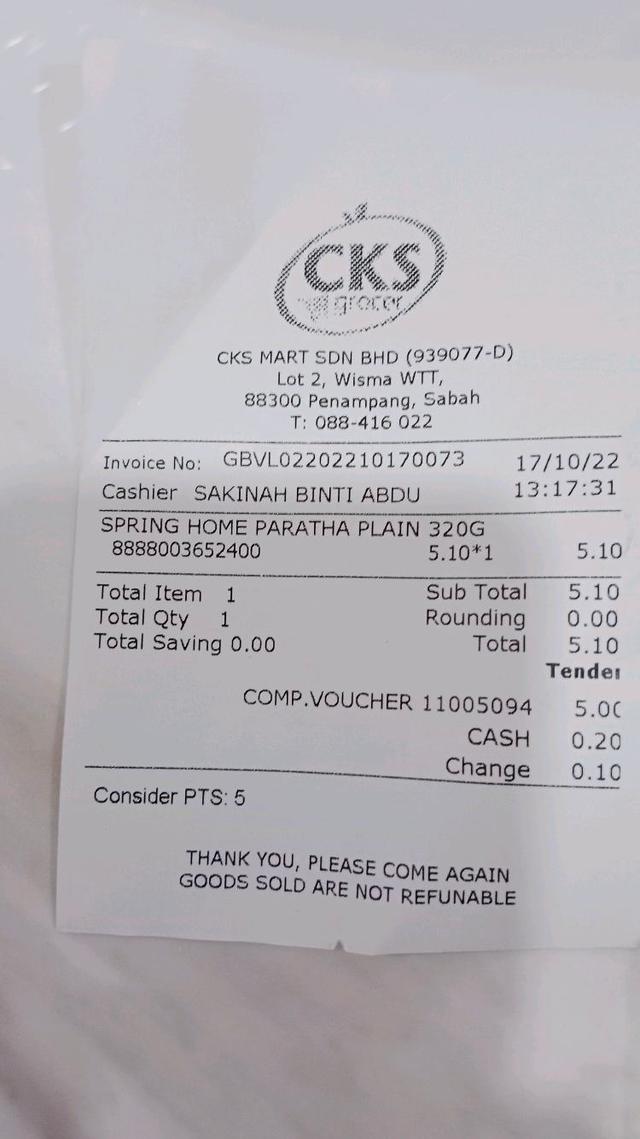 CKS
grocer
CKS MART SDN BHD (939077-D)
Lot 2, Wisma WTT,
88300 Penampang, Sabah
T: 088-416 022
Invoice No: GBVL02202210170073 17/10/22
Cashier SAKINAH BINTI ABDU 13:17:31
SPRING HOME PARATHA PLAIN 320G
8888003652400 5.10*1 5.10
Total Item 1 Sub Total 5.10
Total Qty 1 Rounding 0.00
Total Saving 0.00 Total 5.10
Tender
COMP.VOUCHER 11005094 5.00
CASH 0.20
Change 0.10
Consider PTS: 5
THANK YOU, PLEASE COME AGAIN
GOODS SOLD ARE NOT REFUNABLE